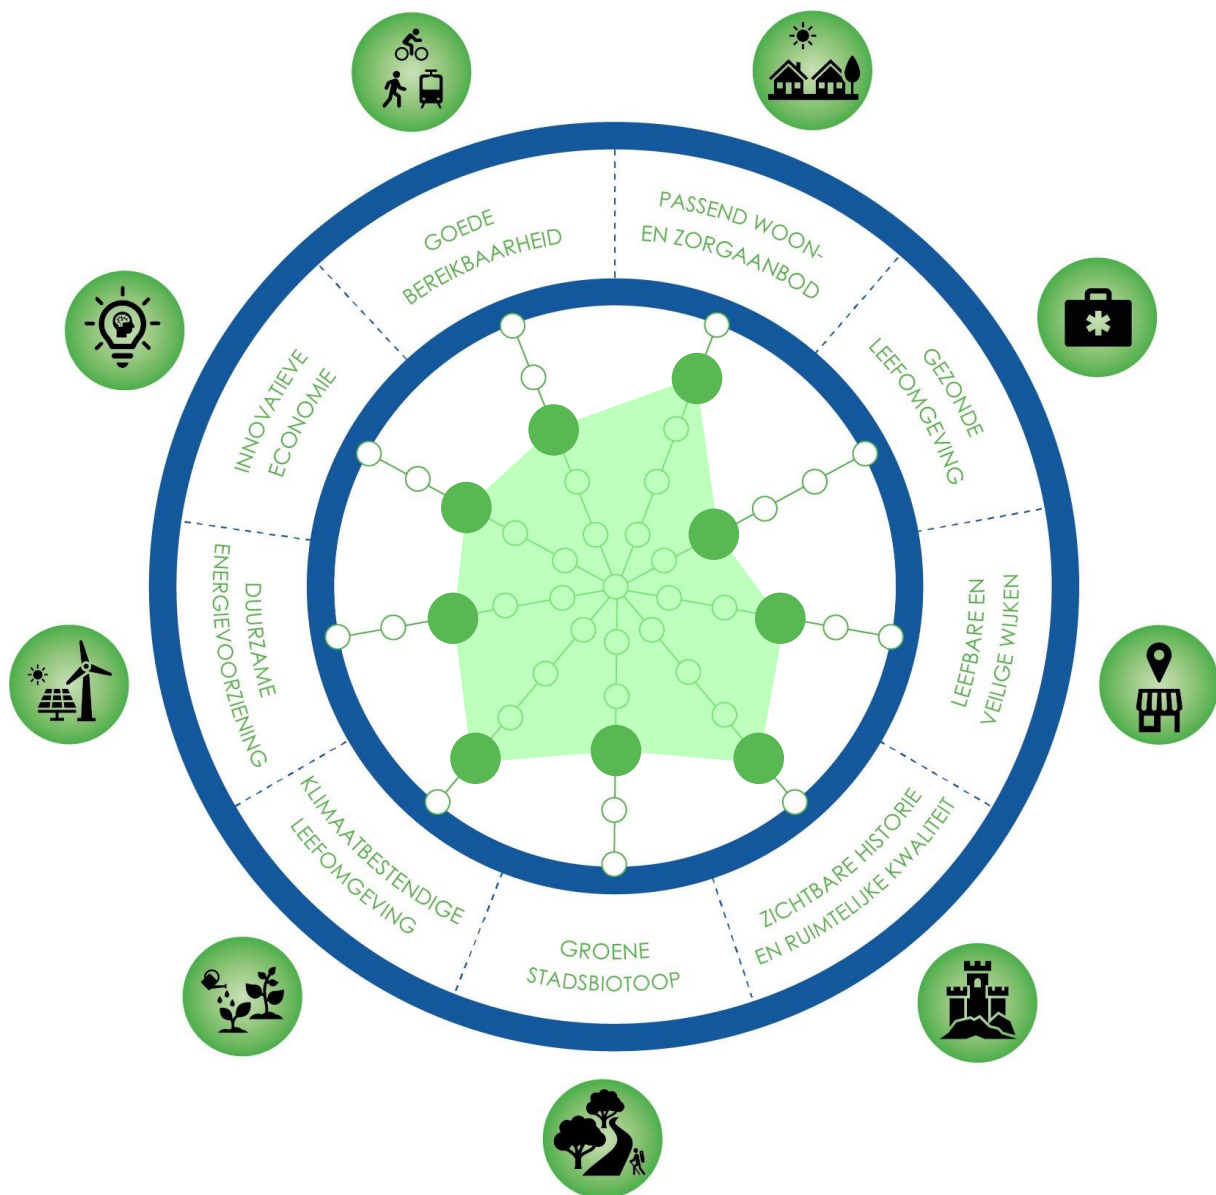 GOEDE
BEREIKBAARHEID
PASSEND WOON-
EN ZORGAANBOD
GEZONDE
LEEFOMGEVING
LEEFBARE EN
VEILIGE WIJKEN
ZICHTBARE HISTORIE
EN RUIMTELIJKE KWALITEIT
GROENE
STADSBIOTOOP
KLIMAATBESTENDIGE
LEEFOMGEVING
DUURZAME
ENERGIEVOORZIENING
INNOVATIEVE
ECONOMIE